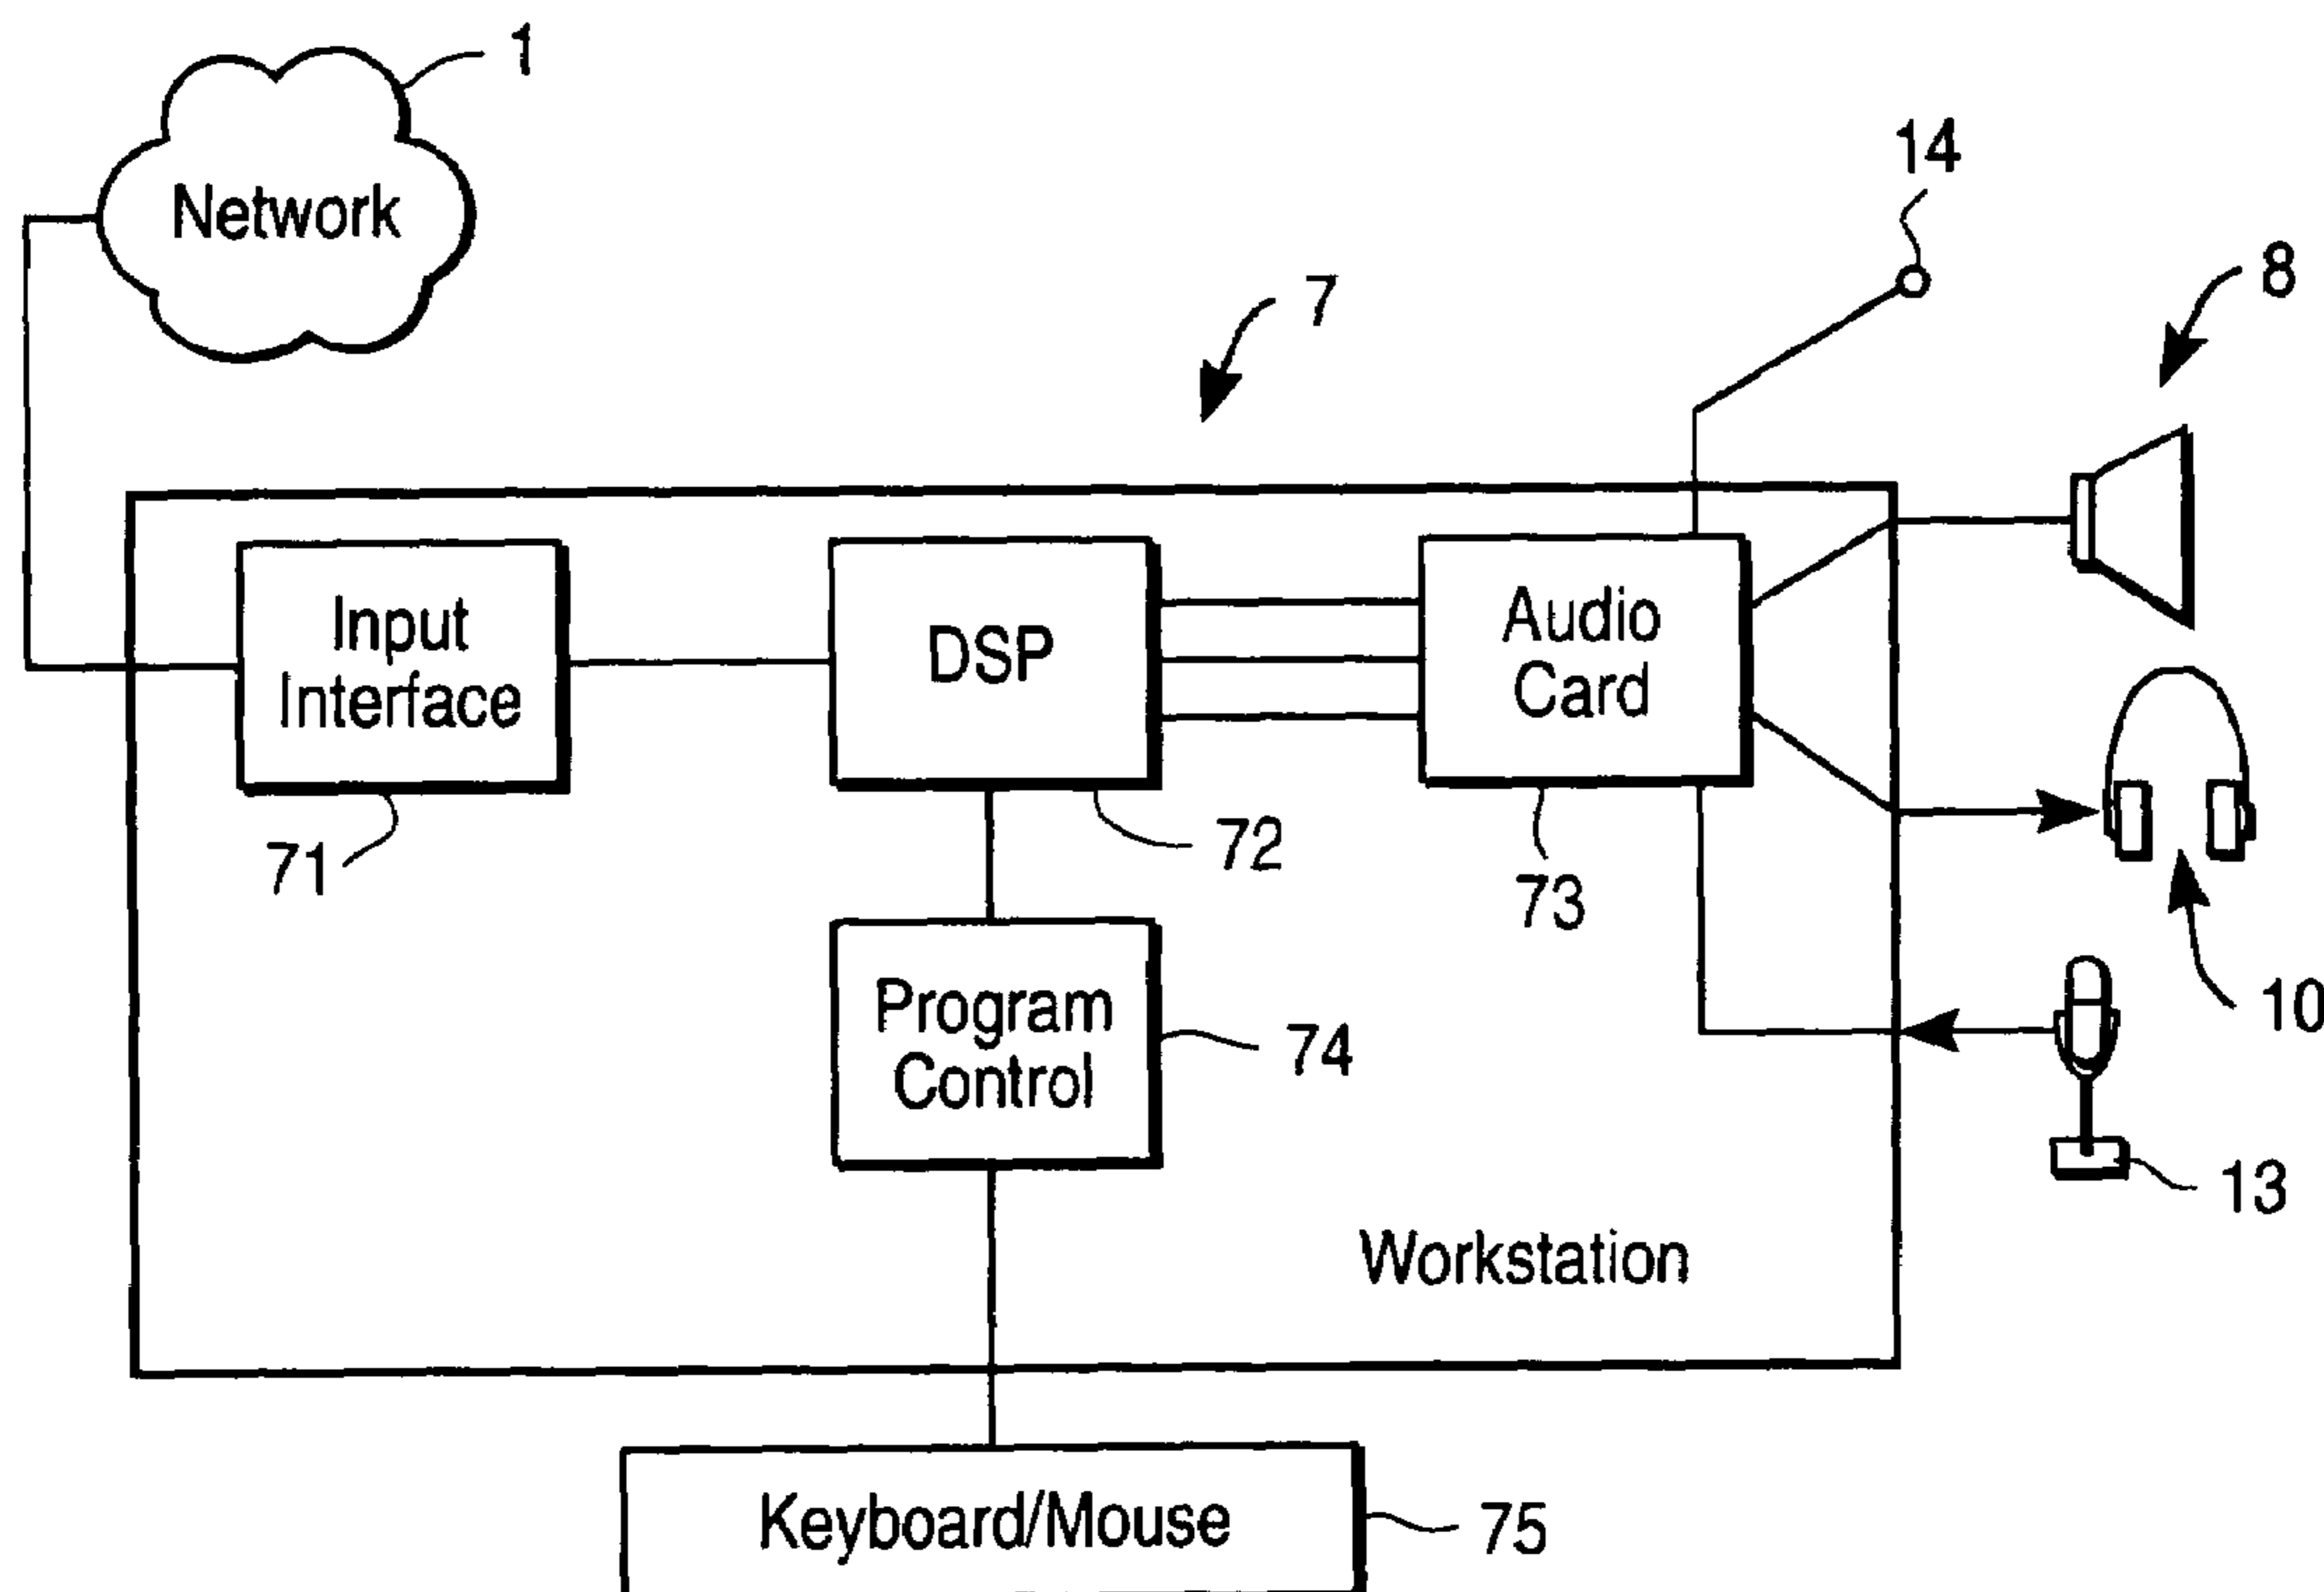 1
Network
14
8
7
Input
Interface
DSP
Audio
Card
71
72
73
10
Program
Control
74
13
Workstation
Keyboard/Mouse
75